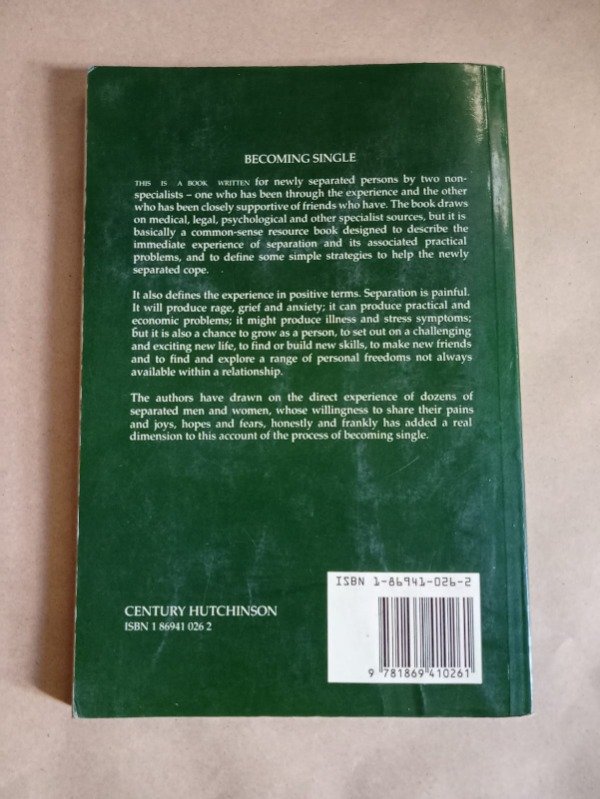 BECOMING SINGLE
THIS IS A BOOK WRITTEN for newly separated persons by two non-
specialists – one who has been through the experience and the other
who has been closely supportive of friends who have. The book draws
on medical, legal, psychological and other specialist sources, but it is
basically a common-sense resource book designed to describe the
immediate experience of separation and its associated practical
problems, and to define some simple strategies to help the newly
separated cope.
It also defines the experience in positive terms. Separation is painful.
It will produce rage, grief and anxiety; it can produce practical and
economic problems; it might produce illness and stress symptoms;
but it is also a chance to grow as a person, to set out on a challenging
and exciting new life, to find or build new skills, to make new friends
and to find and explore a range of personal freedoms not always
available within a relationship.
The authors have drawn on the direct experience of dozens of
separated men and women, whose willingness to share their pains
and joys, hopes and fears, honestly and frankly has added a real
dimension to this account of the process of becoming single.
ISBN 1-86941-026-2
CENTURY HUTCHINSON
ISBN 1 86941 026 2
9 781869 410261